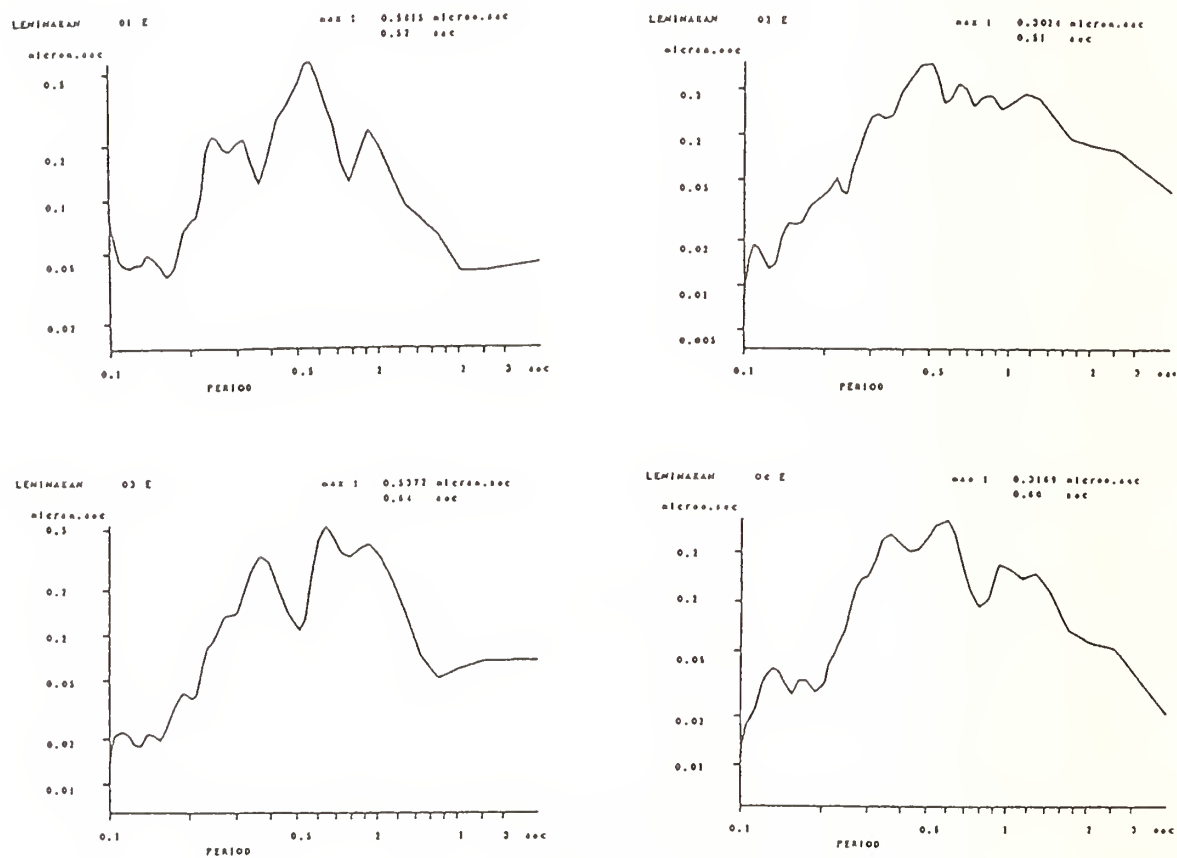 LENINAKAN 01 E
max : 0.5615 micron.sec
0.57 sec
micron.sec
0.5
0.2
0.1
0.05
0.02
0.1 0.5 2 2 3 sec
PERIOD
LENINAKAN 02 E
max : 0.3024 micron.sec
0.51 sec
micron.sec
0.2
0.2
0.05
0.02
0.01
0.005
0.1 0.5 1 2 3 sec
PERIOD
LENINAKAN 03 E
max : 0.5377 micron.sec
0.64 sec
micron.sec
0.5
0.2
0.1
0.05
0.02
0.01
0.1 0.5 2 1 3 sec
PERIOD
LENINAKAN 04 E
max : 0.3169 micron.sec
0.60 sec
micron.sec
0.2
0.2
0.05
0.02
0.01
0.1 0.6 1 2 3 sec
PERIOD